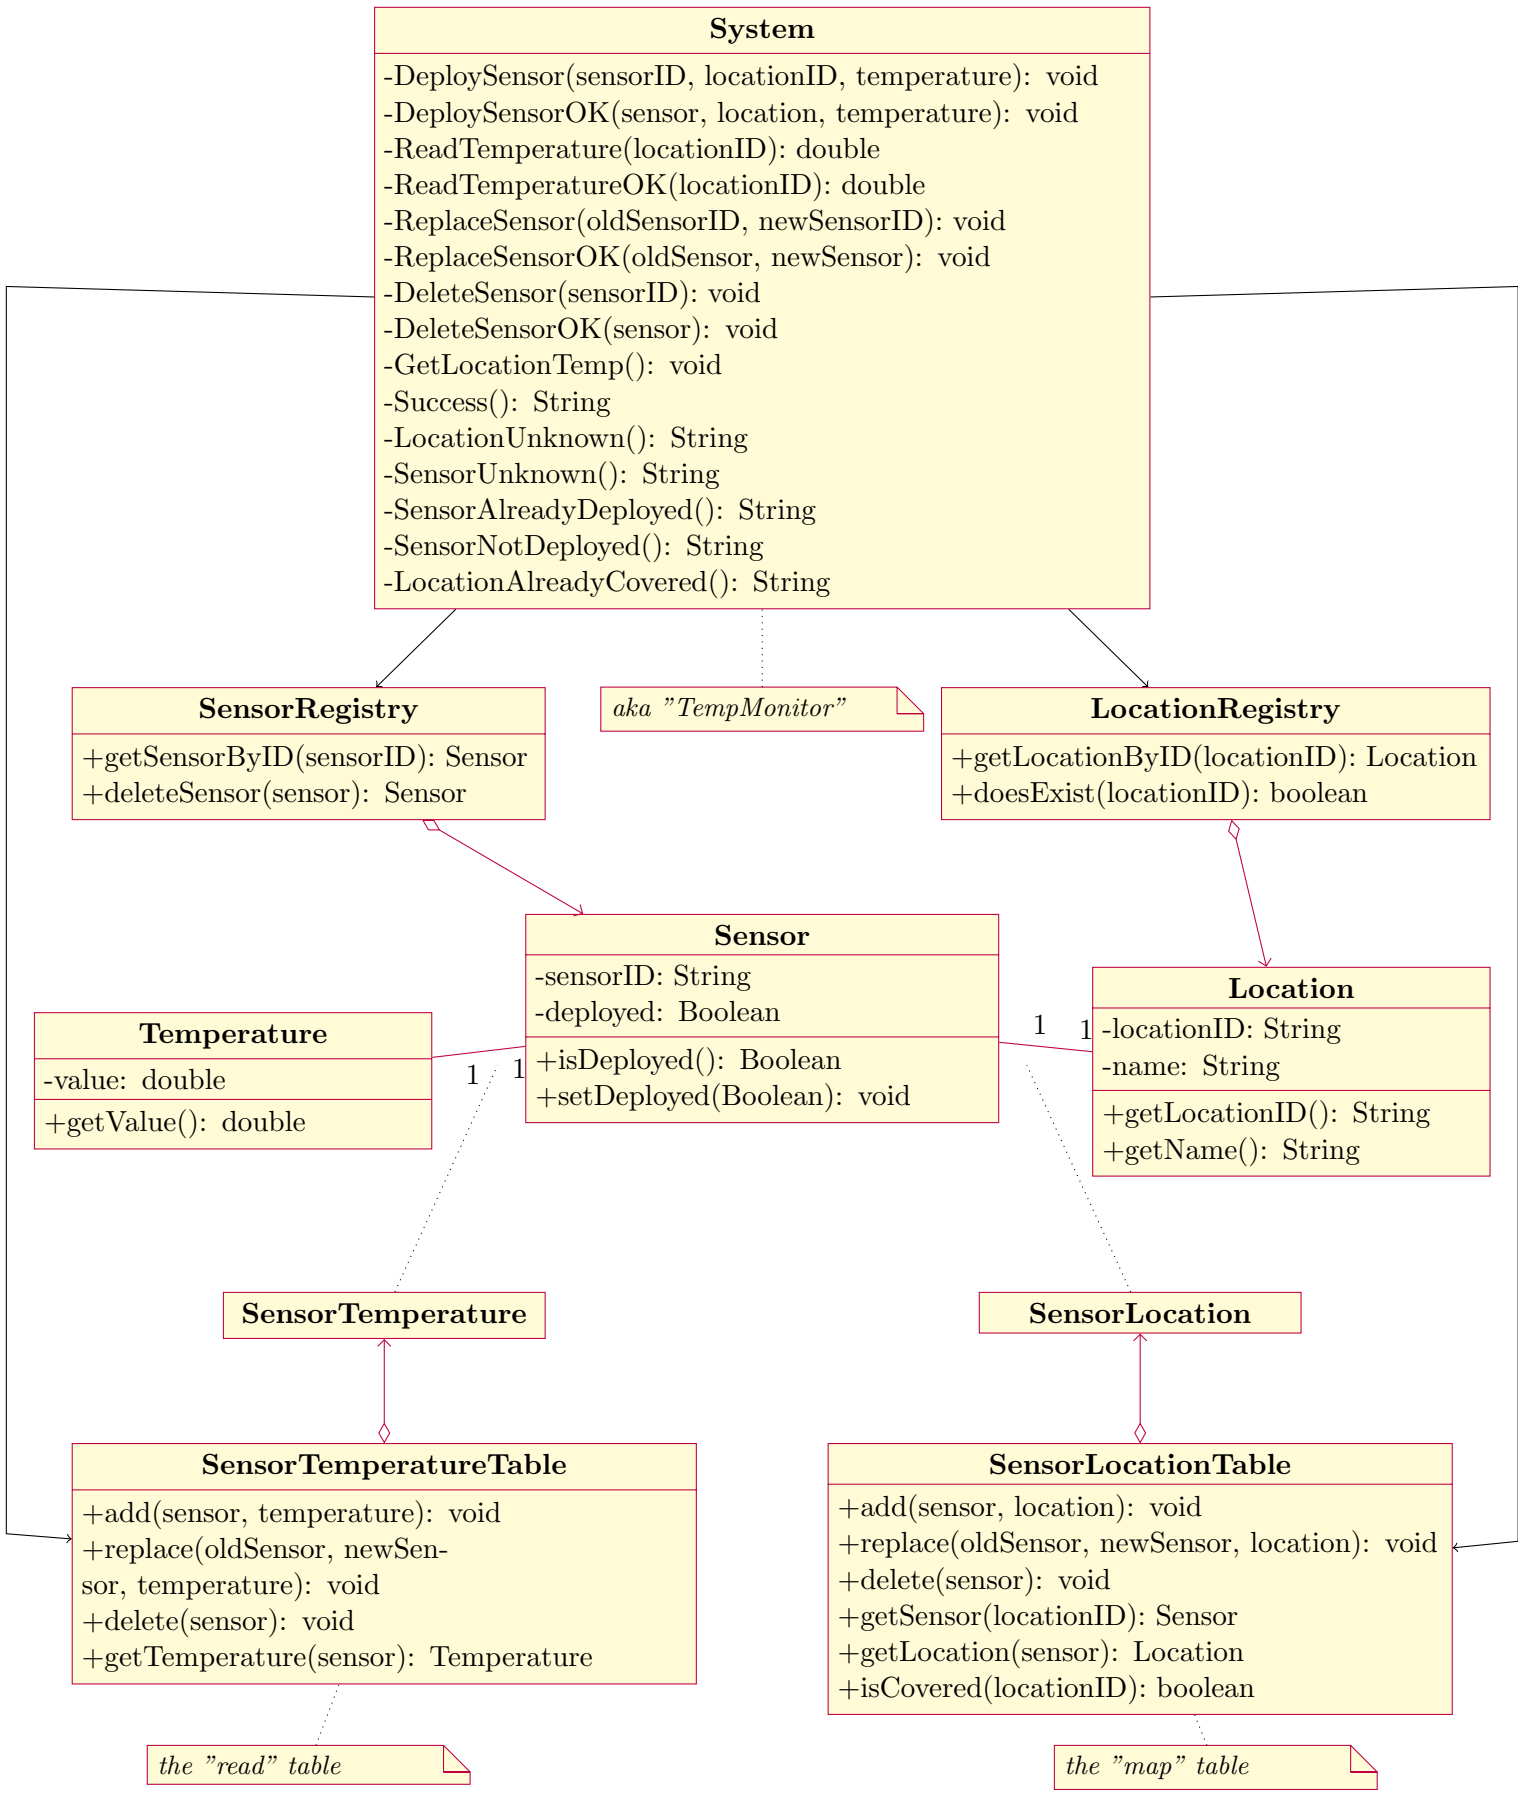 System
-DeploySensor(sensorID, locationID, temperature): void
-DeploySensorOK(sensor, location, temperature): void
-ReadTemperature(locationID): double
-ReadTemperatureOK(locationID): double
-ReplaceSensor(oldSensorID, newSensorID): void
-ReplaceSensorOK(oldSensor, newSensor): void
-DeleteSensor(sensorID): void
-DeleteSensorOK(sensor): void
-GetLocationTemp(): void
-Success(): String
-LocationUnknown(): String
-SensorUnknown(): String
-SensorAlreadyDeployed(): String
-SensorNotDeployed(): String
-LocationAlreadyCovered(): String
SensorRegistry
+getSensorByID(sensorID): Sensor
+deleteSensor(sensor): Sensor
aka ”TempMonitor”
LocationRegistry
+getLocationByID(locationID): Location
+doesExist(locationID): boolean
Sensor
-sensorID: String
-deployed: Boolean
+isDeployed(): Boolean
+setDeployed(Boolean): void
Temperature
-value: double
+getValue(): double
1
1
1
1
Location
-locationID: String
-name: String
+getLocationID(): String
+getName(): String
SensorTemperature
SensorLocation
SensorTemperatureTable
+add(sensor, temperature): void
+replace(oldSensor, newSen-
sor, temperature): void
+delete(sensor): void
+getTemperature(sensor): Temperature
SensorLocationTable
+add(sensor, location): void
+replace(oldSensor, newSensor, location): void
+delete(sensor): void
+getSensor(locationID): Sensor
+getLocation(sensor): Location
+isCovered(locationID): boolean
the ”read” table
the ”map” table